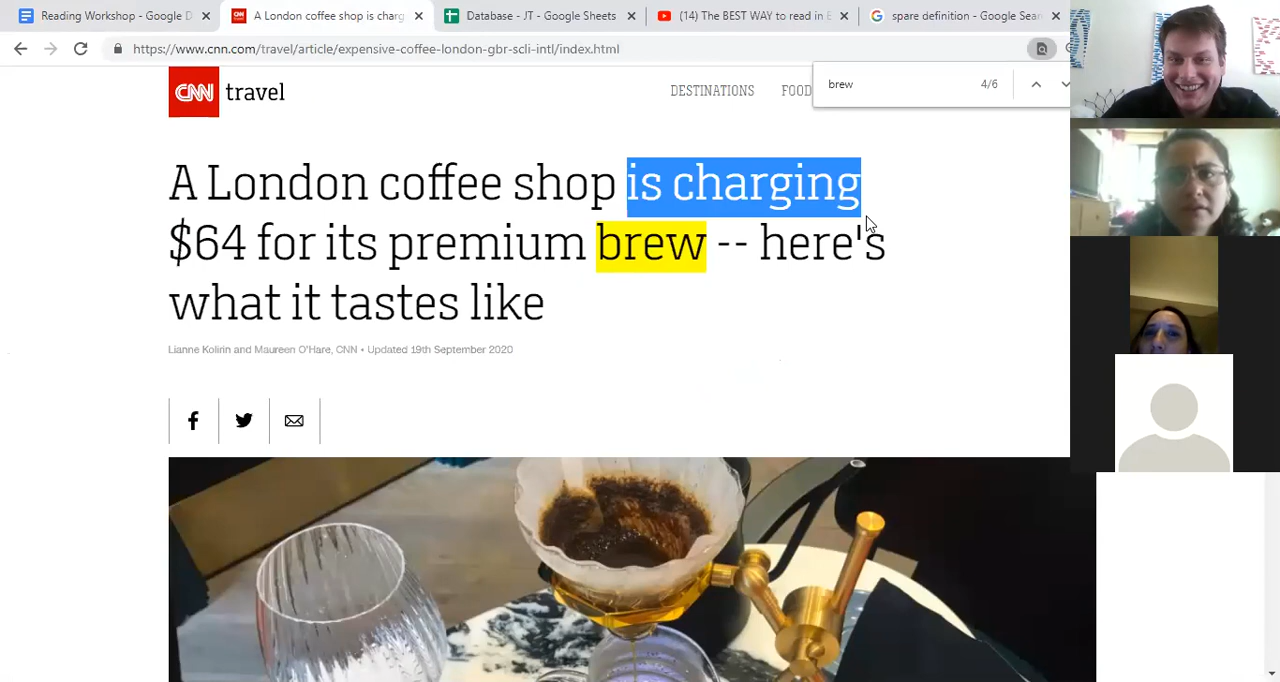 Reading Workshop - Google D
A London coffee shop is charg
Database - JT - Google Sheets
(14) The BEST WAY to read in E
spare definition - Google Sear
https://www.cnn.com/travel/article/expensive-coffee-london-gbr-scli-intl/index.html
brew 4/6
CNN travel
DESTINATIONS FOOD
A London coffee shop is charging
$64 for its premium brew -- here's
what it tastes like
Lianne Kolirin and Maureen O'Hare, CNN • Updated 19th September 2020